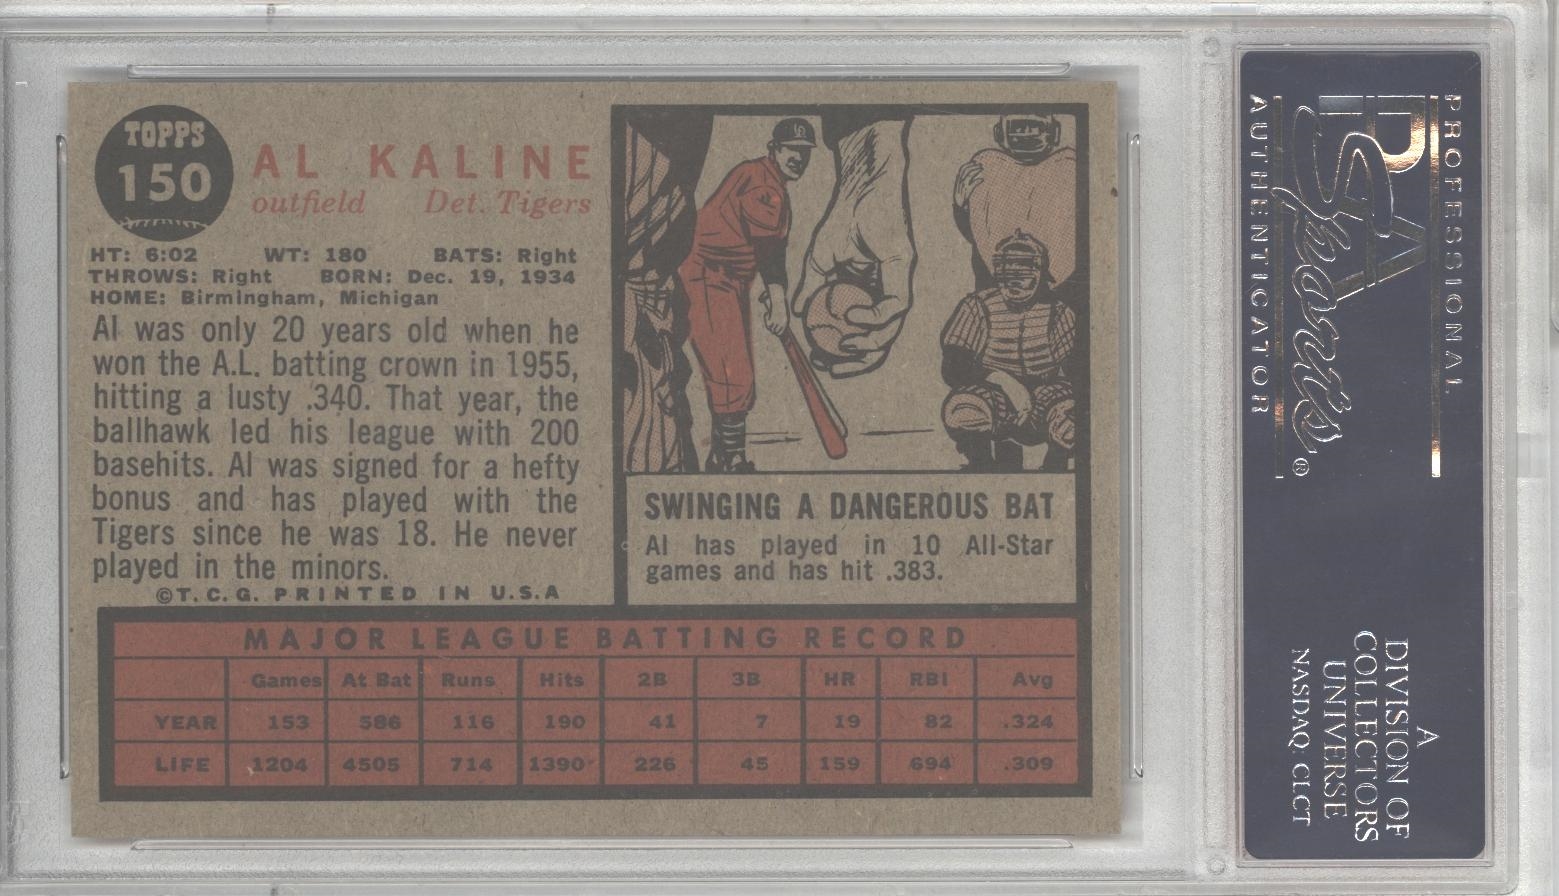 TOPPS
150
AL KALINE
outfield Det. Tigers
HT: 6:02 WT: 180 BATS: Right
THROWS: Right BORN: Dec. 19, 1934
HOME: Birmingham, Michigan
Al was only 20 years old when he
won the A.L. batting crown in 1955,
hitting a lusty .340. That year, the
ballhawk led his league with 200
basehits. Al was signed for a hefty
bonus and has played with the
Tigers since he was 18. He never
played in the minors.
©T.C.G. PRINTED IN U.S.A
SWINGING A DANGEROUS BAT
Al has played in 10 All-Star
games and has hit .383.
MAJOR LEAGUE BATTING RECORD
Games At Bat Runs Hits 2B 3B HR RBI Avg
YEAR 153 586 116 190 41 7 19 82 .324
LIFE 1204 4505 714 1390 226 45 159 694 .309
PROFESSIONAL
PSA
Sports®
AUTHENTICATOR
A
DIVISION OF
COLLECTORS
UNIVERSE
NASDAQ: CLCT